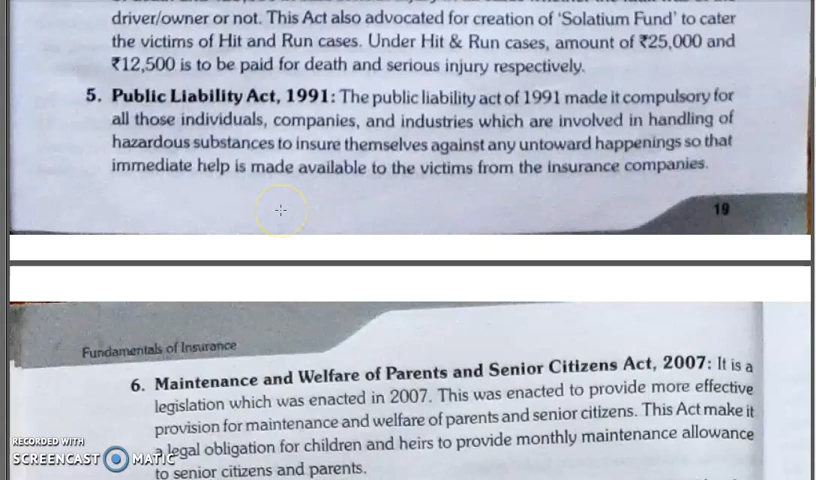 driver/owner or not. This Act also advocated for creation of 'Solatium Fund' to cater
the victims of Hit and Run cases. Under Hit & Run cases, amount of ₹25,000 and
₹12,500 is to be paid for death and serious injury respectively.
5. Public Liability Act, 1991: The public liability act of 1991 made it compulsory for
all those individuals, companies, and industries which are involved in handling of
hazardous substances to insure themselves against any untoward happenings so that
immediate help is made available to the victims from the insurance companies.
19
Fundamentals of Insurance
6. Maintenance and Welfare of Parents and Senior Citizens Act, 2007: It is a
legislation which was enacted in 2007. This was enacted to provide more effective
provision for maintenance and welfare of parents and senior citizens. This Act make it
a legal obligation for children and heirs to provide monthly maintenance allowance
to senior citizens and parents.
RECORDED WITH
SCREENCAST MATIC